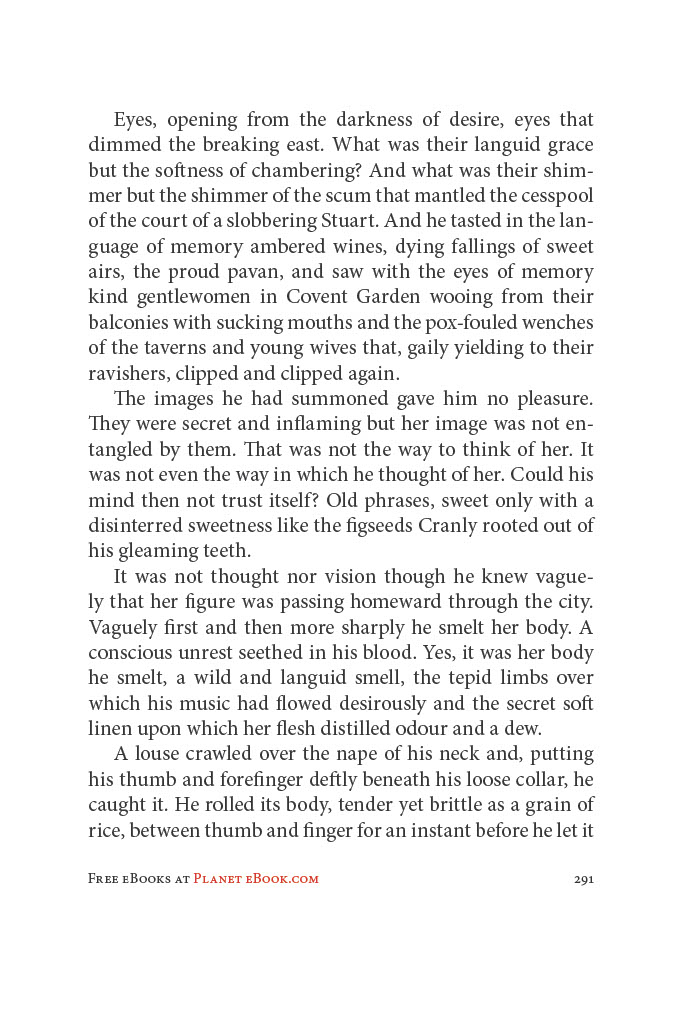 Eyes, opening from the darkness of desire, eyes that
dimmed the breaking east. What was their languid grace
but the softness of chambering? And what was their shim-
mer but the shimmer of the scum that mantled the cesspool
of the court of a slobbering Stuart. And he tasted in the lan-
guage of memory ambered wines, dying fallings of sweet
airs, the proud pavan, and saw with the eyes of memory
kind gentlewomen in Covent Garden wooing from their
balconies with sucking mouths and the pox-fouled wenches
of the taverns and young wives that, gaily yielding to their
ravishers, clipped and clipped again.
The images he had summoned gave him no pleasure.
They were secret and inflaming but her image was not en-
tangled by them. That was not the way to think of her. It
was not even the way in which he thought of her. Could his
mind then not trust itself? Old phrases, sweet only with a
disinterred sweetness like the figseeds Cranly rooted out of
his gleaming teeth.
It was not thought nor vision though he knew vague-
ly that her figure was passing homeward through the city.
Vaguely first and then more sharply he smelt her body. A
conscious unrest seethed in his blood. Yes, it was her body
he smelt, a wild and languid smell, the tepid limbs over
which his music had flowed desirously and the secret soft
linen upon which her flesh distilled odour and a dew.
A louse crawled over the nape of his neck and, putting
his thumb and forefinger deftly beneath his loose collar, he
caught it. He rolled its body, tender yet brittle as a grain of
rice, between thumb and finger for an instant before he let it
Free eBooks at Planet eBook.com 291